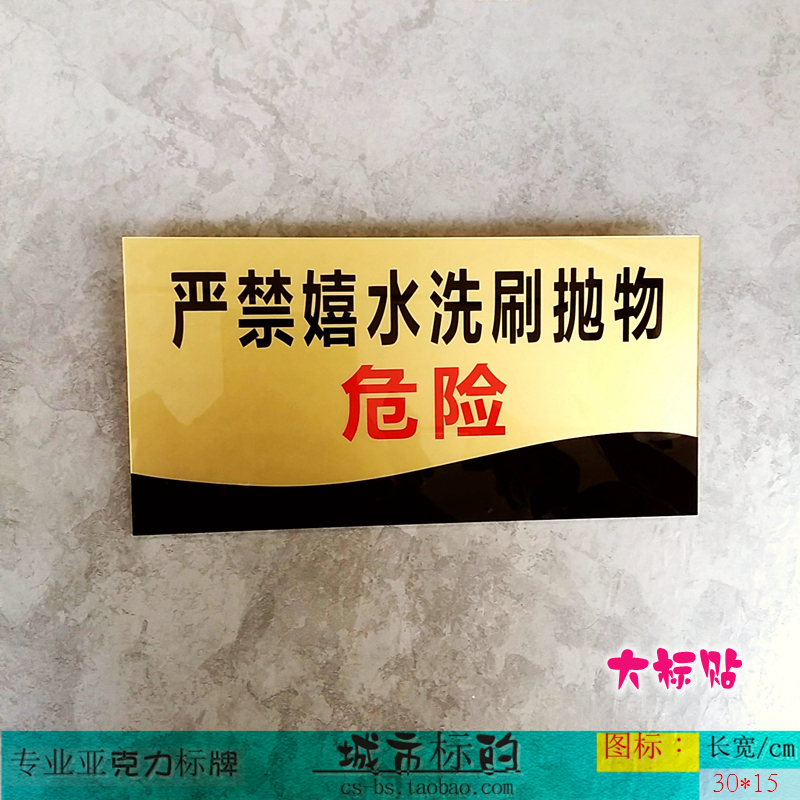 严禁嬉水洗刷抛物
危险
大标贴
专业亚克力标牌
城市标的
cs-bs.taobao.com
图标： 长宽/cm
30*15